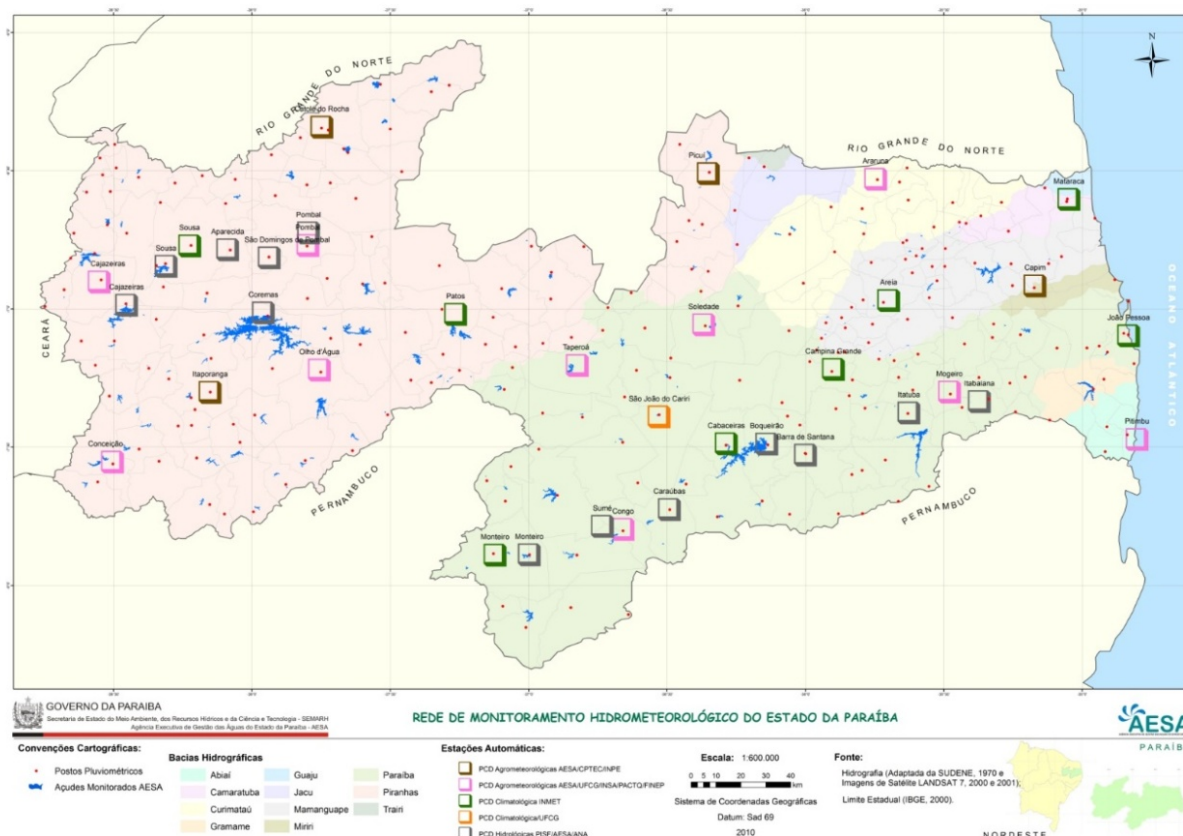 RIO GRANDE DO NORTE
RIO GRANDE DO NORTE
Picuí
Araruna
Mataraca
Pombal
Pombal
Sousa
Aparecida
São Domingos de Pombal
Sousa
Cajazeiras
Cajazeiras
Coremas
Patos
Soledade
Areia
Capim
João Pessoa
CEARÁ
OCEANO ATLÂNTICO
Olho d'Água
Taperoá
Campina Grande
Itaporanga
Mogeiro
Itabaiana
Itatuba
São João do Cariri
Cabaceiras
Boqueirão
Barra de Santana
Pitimbu
Conceição
PERNAMBUCO
PERNAMBUCO
Caraúbas
Sumé
Congo
Monteiro
Monteiro
GOVERNO DA PARAIBA
Secretaria de Estado do Meio Ambiente, dos Recursos Hídricos e da Ciência e Tecnologia - SEMARH
Agência Executiva de Gestão das Águas do Estado da Paraíba - AESA
REDE DE MONITORAMENTO HIDROMETEOROLÓGICO DO ESTADO DA PARAÍBA
AESA
PARAÍB
Convenções Cartográficas:
Postos Pluviométricos
Açudes Monitorados AESA
Bacias Hidrográficas
Abiaí
Camaratuba
Curimataú
Gramame
Guaju
Jacu
Mamanguape
Miriri
Paraíba
Piranhas
Trairi
Estações Automáticas:
PCD Agrometeorológicas AESA/CPTEC/INPE
PCD Agrometeorológicas AESA/UFCG/INSA/PACTQ/FINEP
PCD Climatológica INMET
PCD Climatológica/UFCG
PCD Hidrológicas PISF/AESA/ANA
Escala: 1:600.000
0 5 10 20 30 40
km
Sistema de Coordenadas Geográficas
Datum: Sad 69
2010
Fonte:
Hidrografia (Adaptada da SUDENE, 1970 e
Imagens de Satélite LANDSAT 7, 2000 e 2001);
Limite Estadual (IBGE, 2000).
NORDESTE